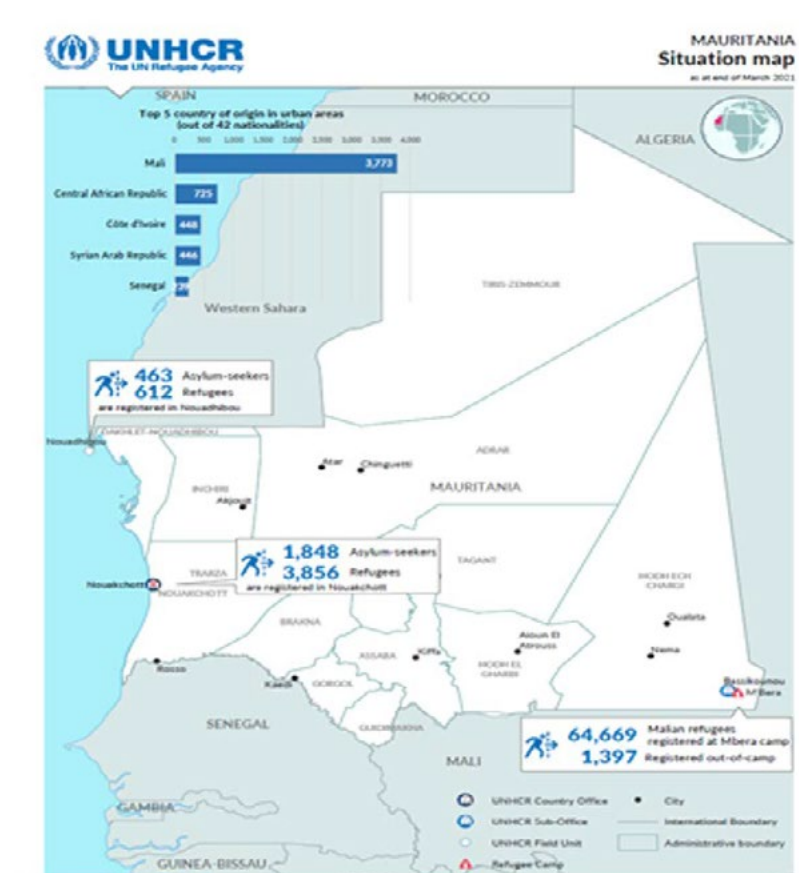 UNHCR
The UN Refugee Agency
MAURITANIA
Situation map
as at end of March 2021
SPAIN
MOROCCO
ALGERIA
Top 5 country of origin in urban areas
(out of 42 nationalities)
0 500 1,000 1,500 2,000 2,500 3,000 3,500 4,000
Mali 3,773
Central African Republic 725
Côte d'Ivoire 448
Syrian Arab Republic 446
Senegal
Western Sahara
TIRIS-ZEMMOUR
463 Asylum-seekers
612 Refugees
are registered in Nouadhibou
DAKHLET-NOUADHIBOU
Nouadhibou
ADRAR
Atar
Chinguetti
INCHIRI
Akjoujt
MAURITANIA
1,848 Asylum-seekers
3,856 Refugees
are registered in Nouakchott
TAGANT
Nouakchott
TRARZA
NOUAKCHOTT
HODH ECH
CHARGI
BRAKNA
Oualata
Aioun El
Atrouss
Nema
ASSABA
Kiffa
HODH EL
GHARBI
Rosso
Kaedi
GORGOL
Bassikounou
M'Bera
GUIDIMAKHA
SENEGAL
64,669 Malian refugees
registered at Mbera camp
1,397 Registered out-of-camp
MALI
GAMBIA
GUINEA-BISSAU
UNHCR Country Office
City
UNHCR Sub-Office
International Boundary
UNHCR Field Unit
Administrative boundary
Refugee Camp